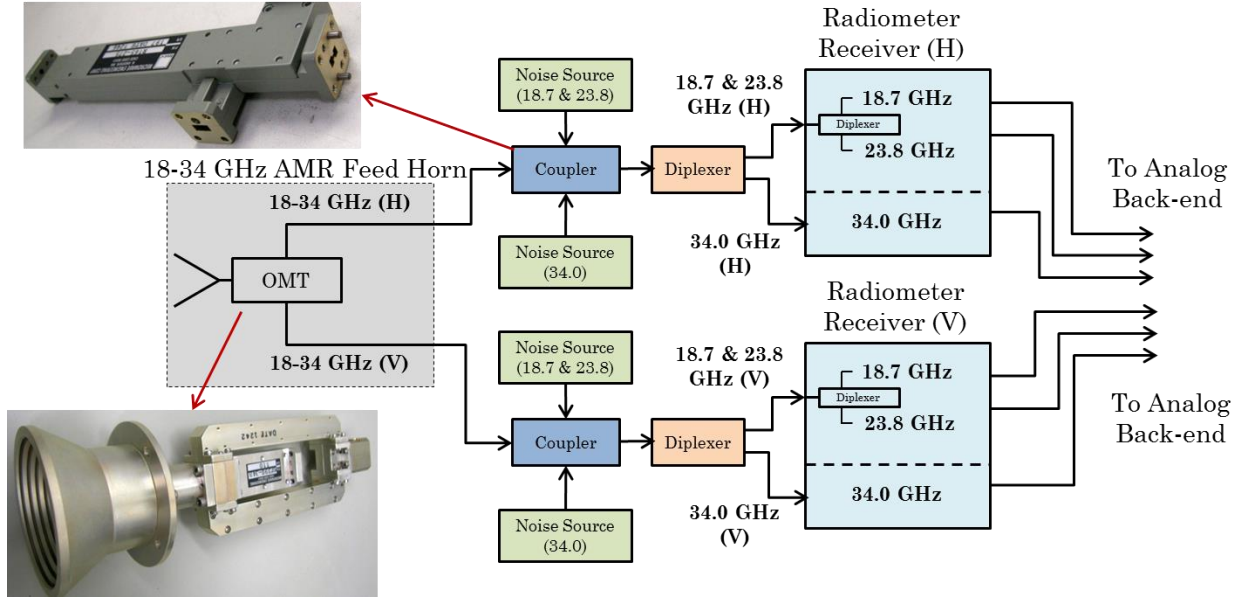 Radiometer
Receiver (H)
Noise Source
(18.7 & 23.8)
18.7 & 23.8
GHz (H)
18.7 GHz
Diplexer
23.8 GHz
Coupler
Diplexer
18-34 GHz AMR Feed Horn
18-34 GHz (H)
34.0 GHz
(H)
34.0 GHz
To Analog
Back-end
Noise Source
(34.0)
OMT
Radiometer
Receiver (V)
18-34 GHz (V)
Noise Source
(18.7 & 23.8)
18.7 & 23.8
GHz (V)
18.7 GHz
Diplexer
23.8 GHz
To Analog
Back-end
Coupler
Diplexer
34.0 GHz
(V)
34.0 GHz
Noise Source
(34.0)